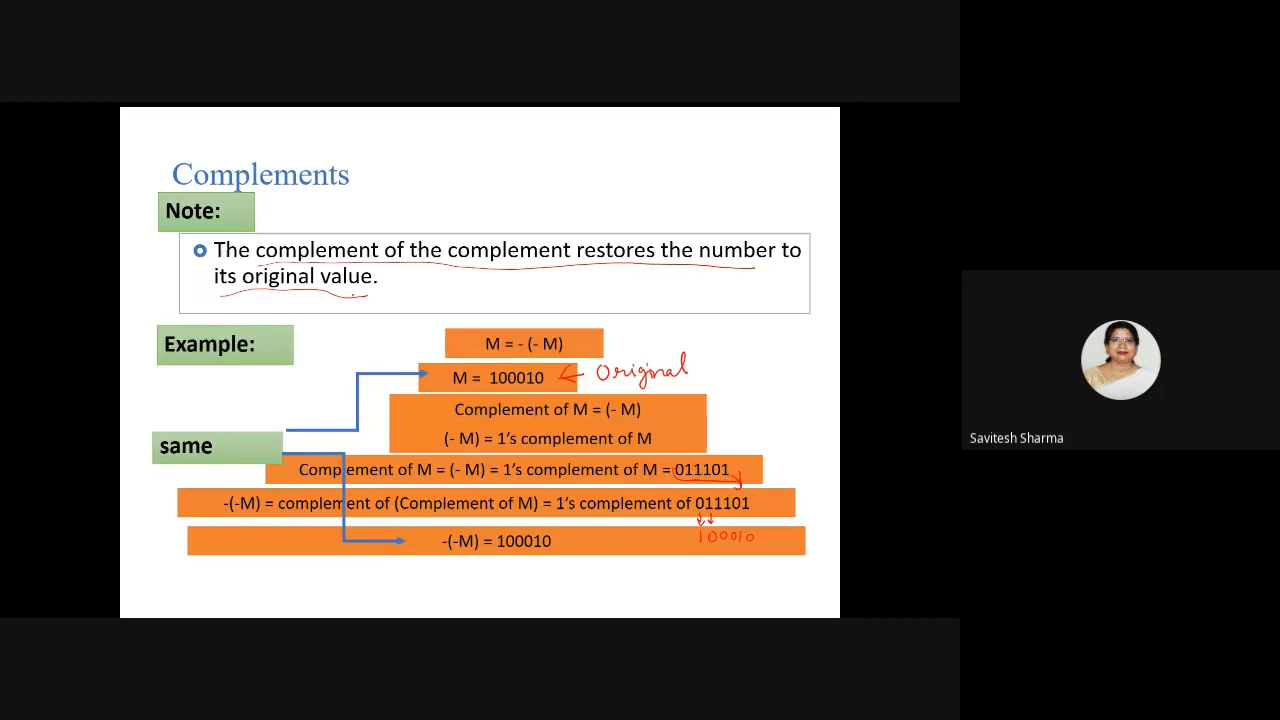 Complements
Note:
The complement of the complement restores the number to
its original value.
Example:
M = - (- M)
M = 100010
Original
Complement of M = (- M)
(- M) = 1’s complement of M
same
Complement of M = (- M) = 1’s complement of M = 011101
-(-M) = complement of (Complement of M) = 1’s complement of 011101
-(-M) = 100010
100010
Savitesh Sharma